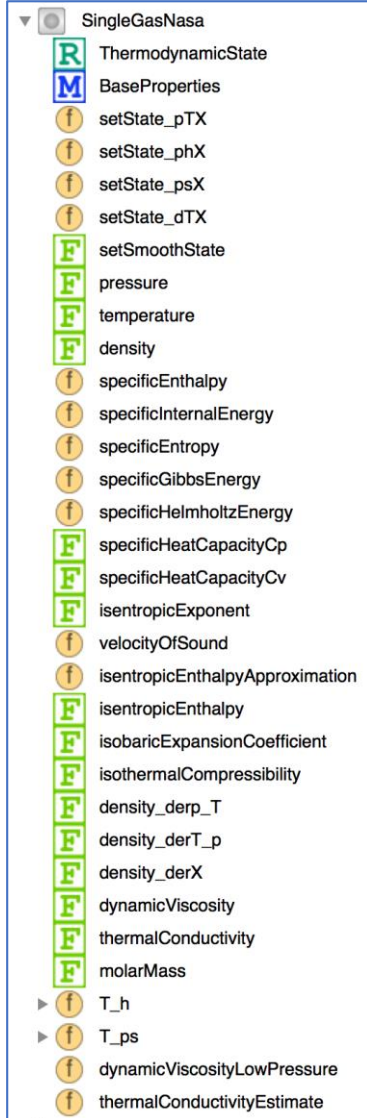 SingleGasNasa
R ThermodynamicState
M BaseProperties
f setState_pTX
f setState_phX
f setState_psX
f setState_dTX
F setSmoothState
F pressure
F temperature
F density
f specificEnthalpy
f specificInternalEnergy
f specificEntropy
f specificGibbsEnergy
f specificHelmholtzEnergy
F specificHeatCapacityCp
F specificHeatCapacityCv
F isentropicExponent
f velocityOfSound
f isentropicEnthalpyApproximation
F isentropicEnthalpy
F isobaricExpansionCoefficient
F isothermalCompressibility
F density_derp_T
F density_derT_p
F density_derX
F dynamicViscosity
F thermalConductivity
F molarMass
f T_h
f T_ps
f dynamicViscosityLowPressure
f thermalConductivityEstimate